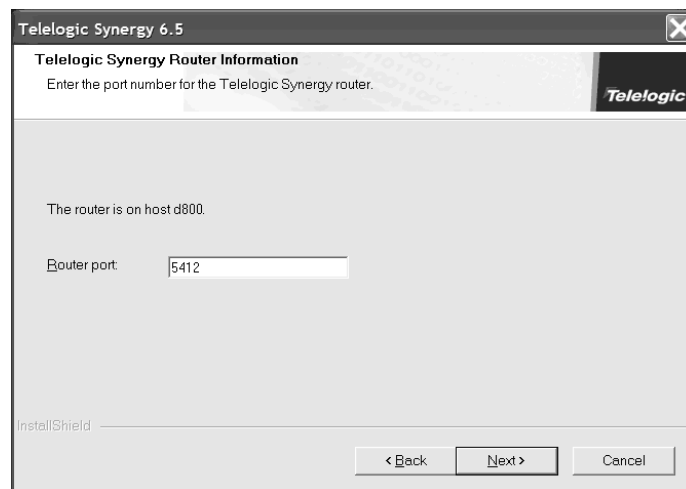 Telelogic Synergy 6.5
Telelogic Synergy Router Information
Enter the port number for the Telelogic Synergy router.
Telelogic
The router is on host d800.
Router port:
5412
InstallShield
< Back
Next >
Cancel